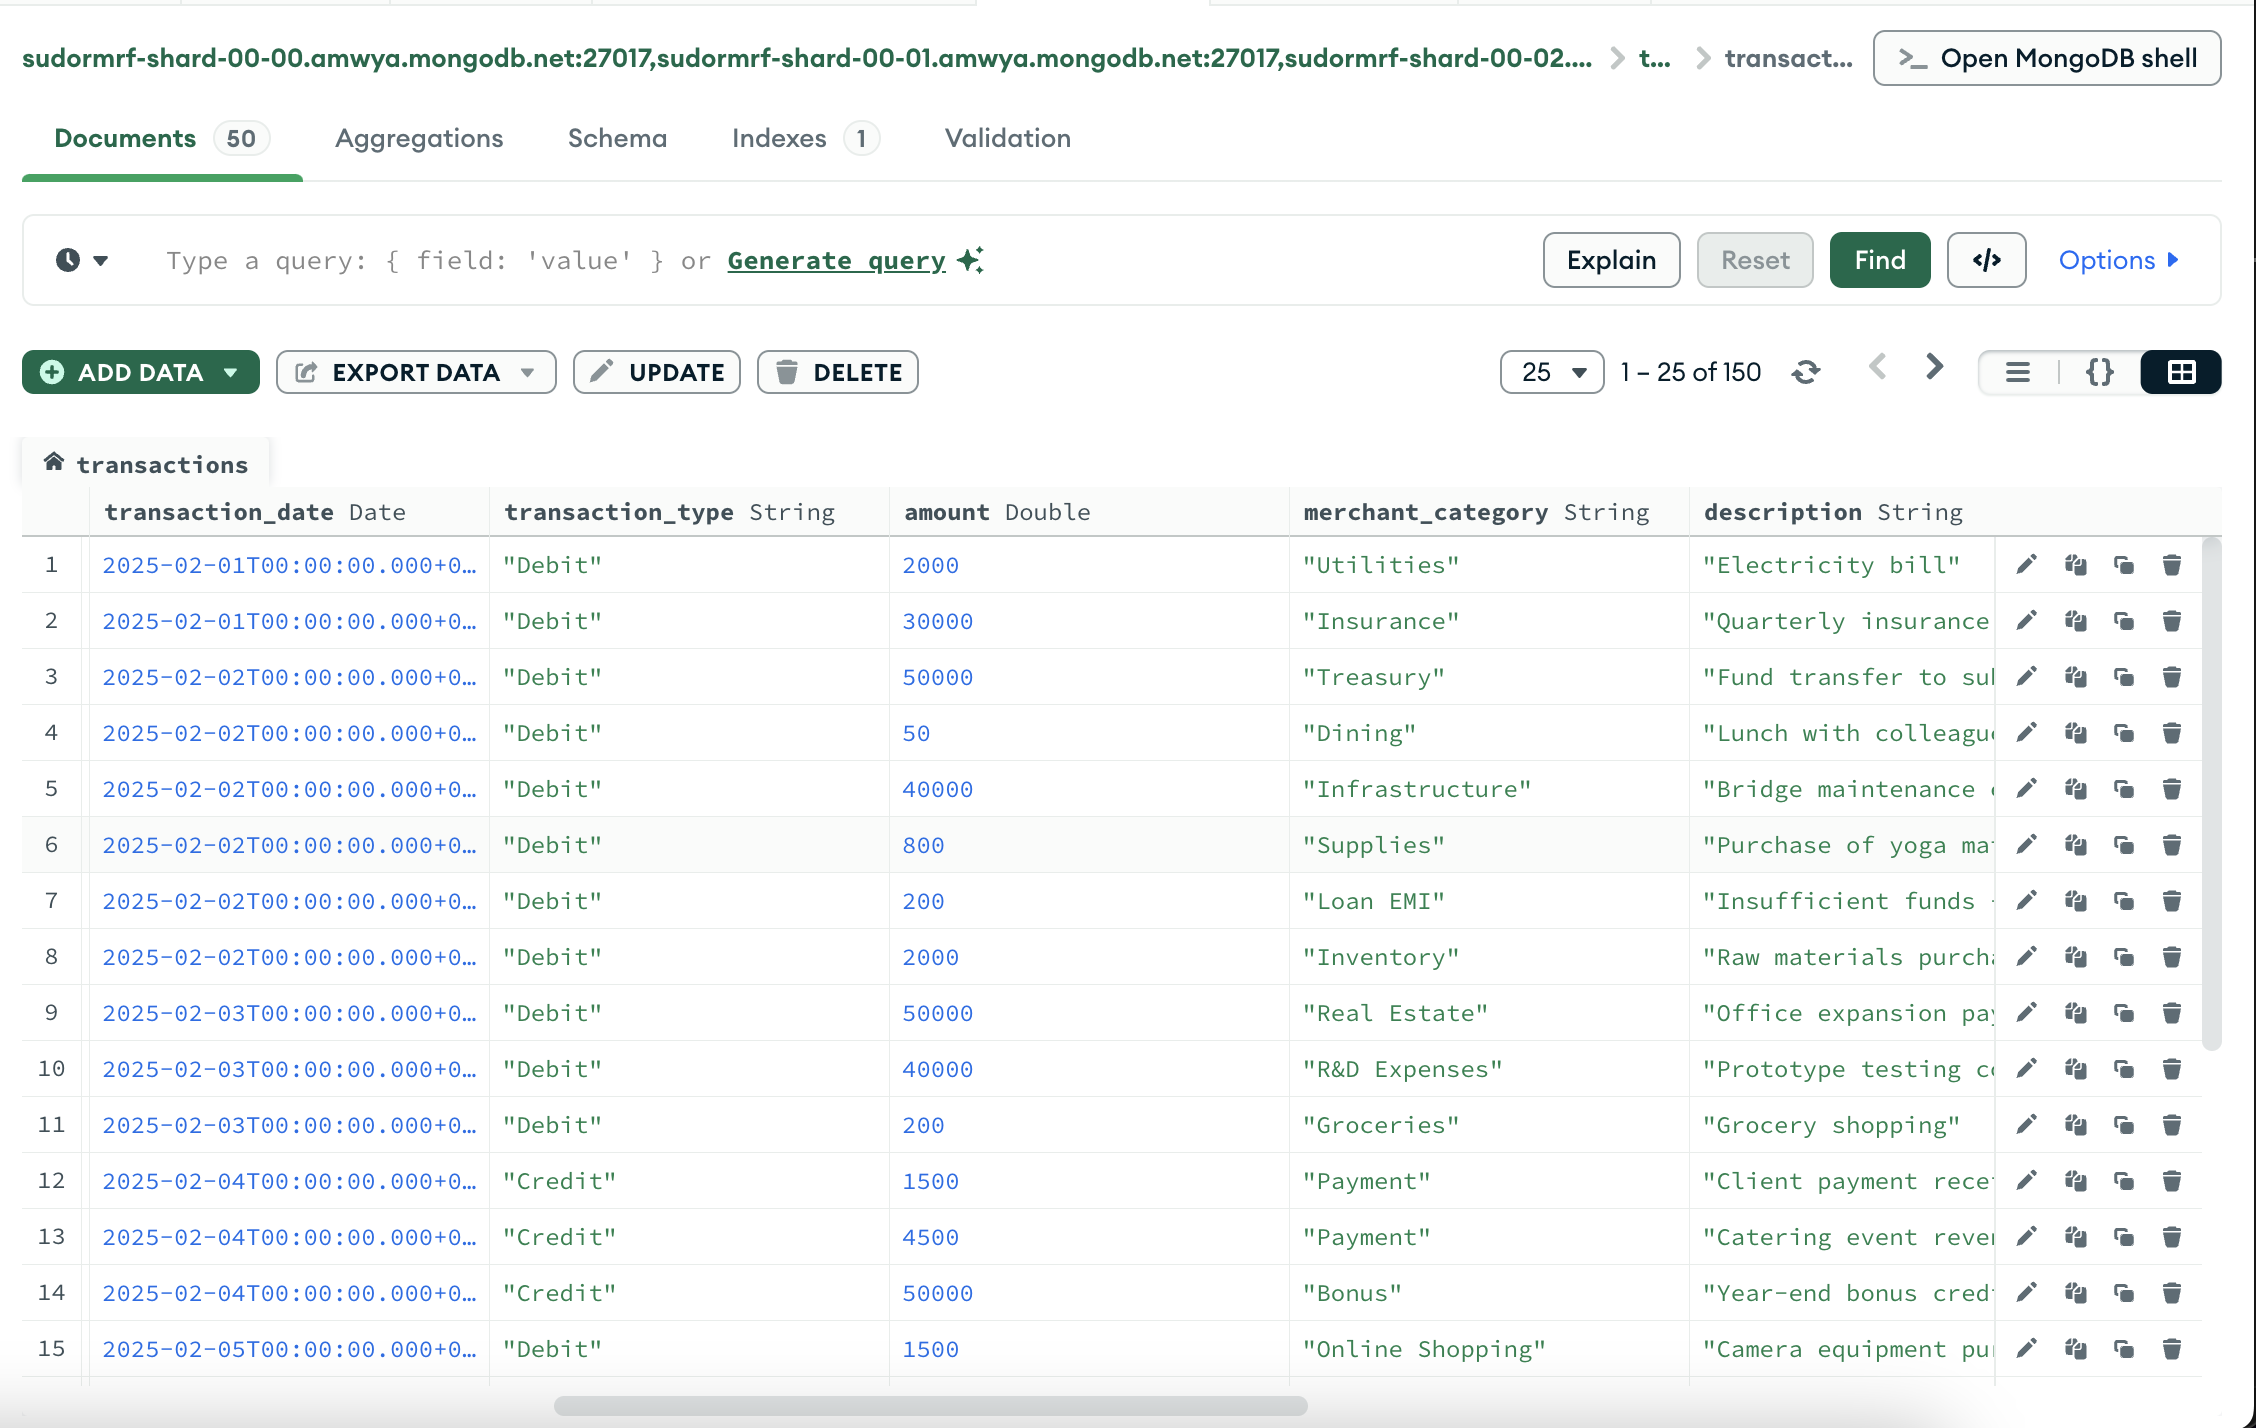 sudormrf-shard-00-00.amwya.mongodb.net:27017,sudormrf-shard-00-01.amwya.mongodb.net:27017,sudormrf-shard-00-02.... t... transact... >_ Open MongoDB shell
Documents 50 Aggregations Schema Indexes 1 Validation
Type a query: { field: 'value' } or Generate query Explain Reset Find </> Options
ADD DATA EXPORT DATA UPDATE DELETE 25 1 – 25 of 150 {}
transactions
transaction_date Date transaction_type String amount Double merchant_category String description String
1 2025-02-01T00:00:00.000+0… "Debit" 2000 "Utilities" "Electricity bill"
2 2025-02-01T00:00:00.000+0… "Debit" 30000 "Insurance" "Quarterly insurance
3 2025-02-02T00:00:00.000+0… "Debit" 50000 "Treasury" "Fund transfer to
4 2025-02-02T00:00:00.000+0… "Debit" 50 "Dining" "Lunch with
5 2025-02-02T00:00:00.000+0… "Debit" 40000 "Infrastructure" "Bridge maintenance
6 2025-02-02T00:00:00.000+0… "Debit" 800 "Supplies" "Purchase of yoga
7 2025-02-02T00:00:00.000+0… "Debit" 200 "Loan EMI" "Insufficient funds
8 2025-02-02T00:00:00.000+0… "Debit" 2000 "Inventory" "Raw materials
9 2025-02-03T00:00:00.000+0… "Debit" 50000 "Real Estate" "Office expansion
10 2025-02-03T00:00:00.000+0… "Debit" 40000 "R&D Expenses" "Prototype testing
11 2025-02-03T00:00:00.000+0… "Debit" 200 "Groceries" "Grocery shopping"
12 2025-02-04T00:00:00.000+0… "Credit" 1500 "Payment" "Client payment
13 2025-02-04T00:00:00.000+0… "Credit" 4500 "Payment" "Catering event
14 2025-02-04T00:00:00.000+0… "Credit" 50000 "Bonus" "Year-end bonus
15 2025-02-05T00:00:00.000+0… "Debit" 1500 "Online Shopping" "Camera equipment